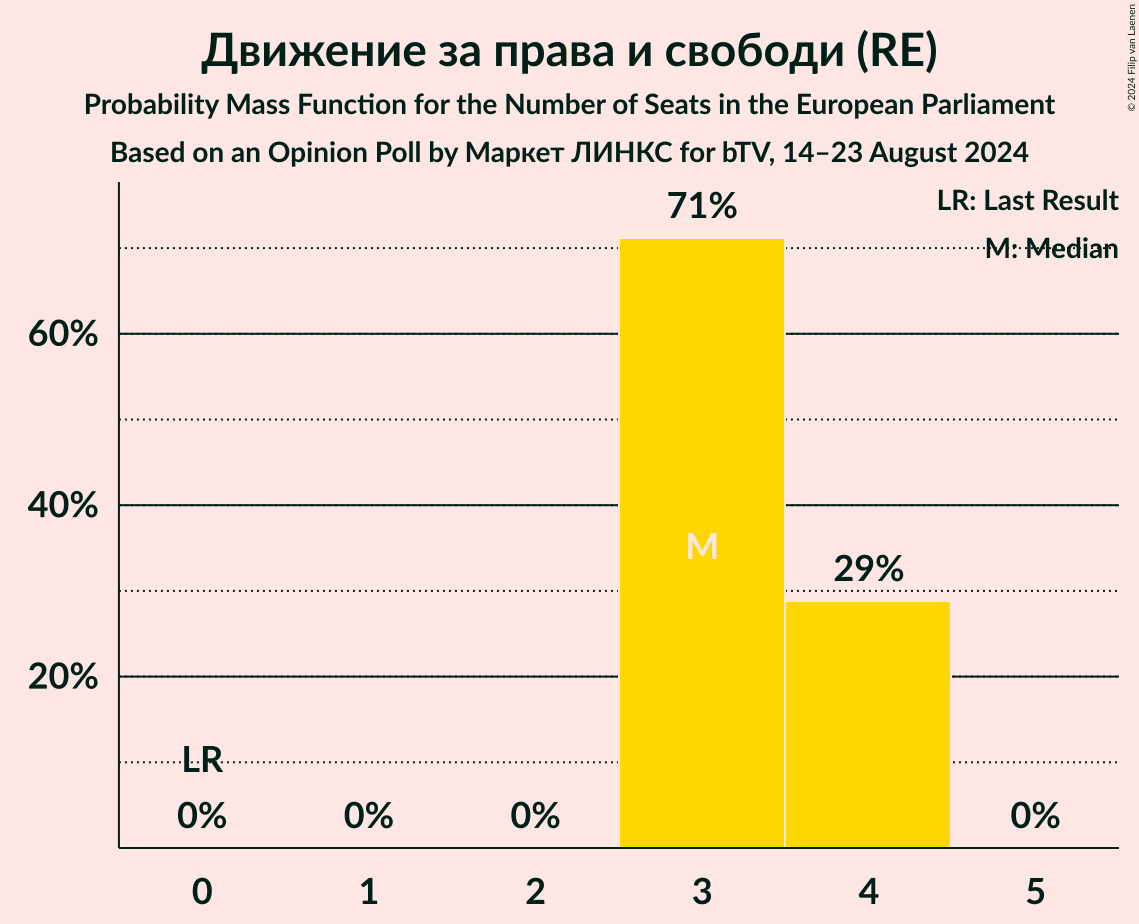 Движение за права и свободи (RE)
Probability Mass Function for the Number of Seats in the European Parliament
Based on an Opinion Poll by Маркет ЛИНКС for bTV, 14–23 August 2024
© 2024 Filip van Laenen
LR: Last Result
M: Median
71%
60%
40%
M
29%
20%
LR
0%
0%
0%
0%
0
1
2
3
4
5